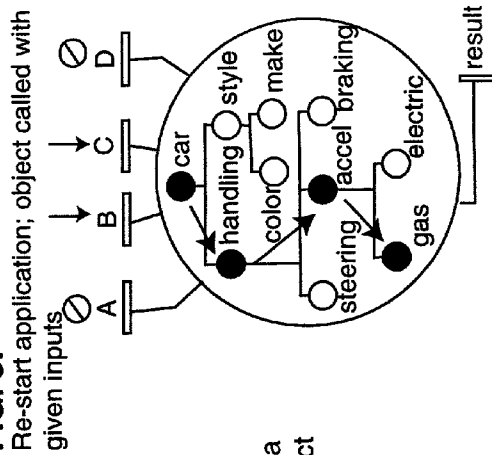 Re-start application; object called with
given inputs
A
B
C
D
car
handling
style
color
make
steering
accel
braking
gas
electric
result
a
ct